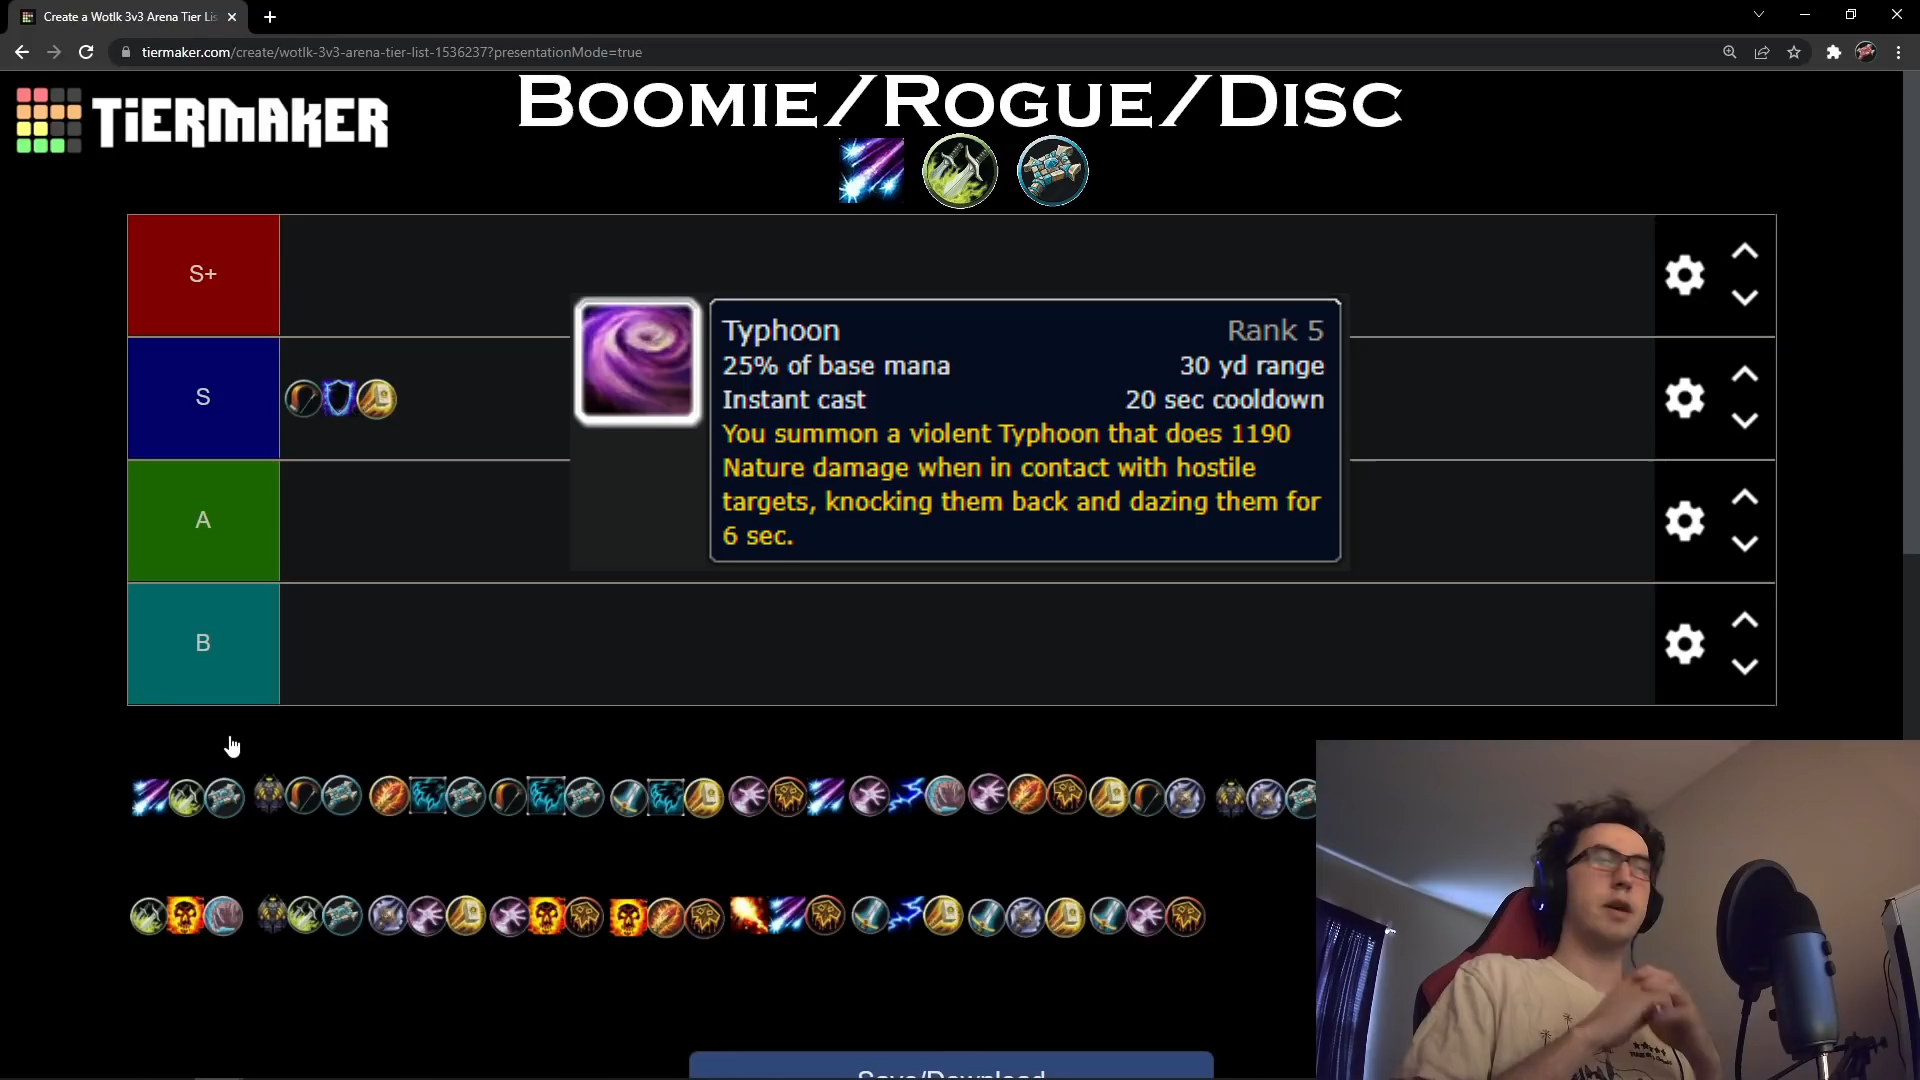 Create a Wotlk 3v3 Arena Tier Lis
tiermaker.com/create/wotlk-3v3-arena-tier-list-1536237?presentationMode=true
TiERMAKER
BOOMIE/ROGUE/DISC
S+
Typhoon Rank 5
25% of base mana 30 yd range
Instant cast 20 sec cooldown
You summon a violent Typhoon that does 1190
Nature damage when in contact with hostile
targets, knocking them back and dazing them for
6 sec.
S
A
B
Save/Download